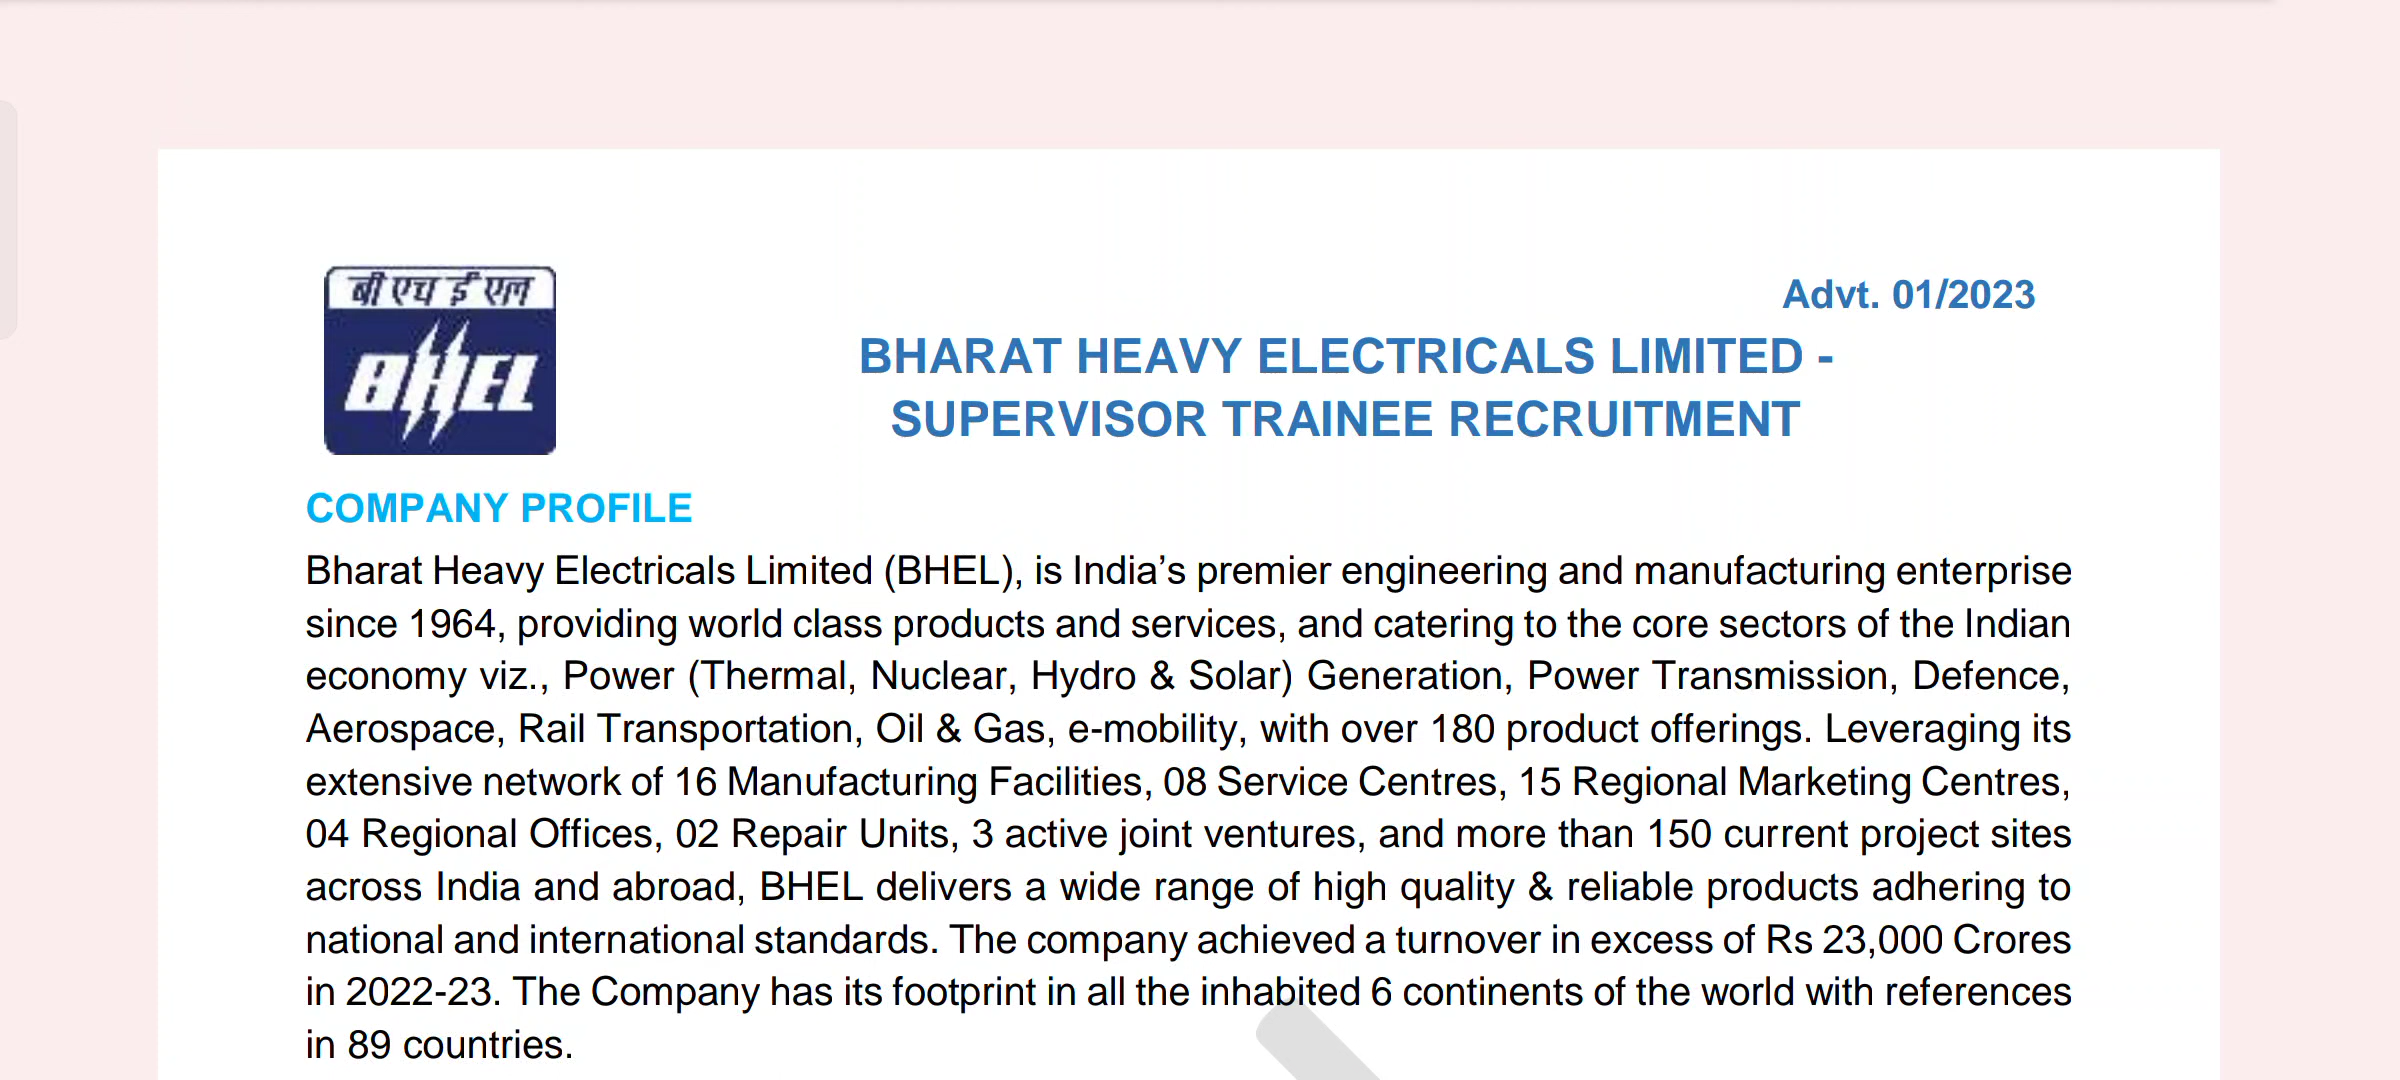 बी एच ई एल
BHEL
Advt. 01/2023
BHARAT HEAVY ELECTRICALS LIMITED -
SUPERVISOR TRAINEE RECRUITMENT
COMPANY PROFILE
Bharat Heavy Electricals Limited (BHEL), is India’s premier engineering and manufacturing enterprise
since 1964, providing world class products and services, and catering to the core sectors of the Indian
economy viz., Power (Thermal, Nuclear, Hydro & Solar) Generation, Power Transmission, Defence,
Aerospace, Rail Transportation, Oil & Gas, e-mobility, with over 180 product offerings. Leveraging its
extensive network of 16 Manufacturing Facilities, 08 Service Centres, 15 Regional Marketing Centres,
04 Regional Offices, 02 Repair Units, 3 active joint ventures, and more than 150 current project sites
across India and abroad, BHEL delivers a wide range of high quality & reliable products adhering to
national and international standards. The company achieved a turnover in excess of Rs 23,000 Crores
in 2022-23. The Company has its footprint in all the inhabited 6 continents of the world with references
in 89 countries.